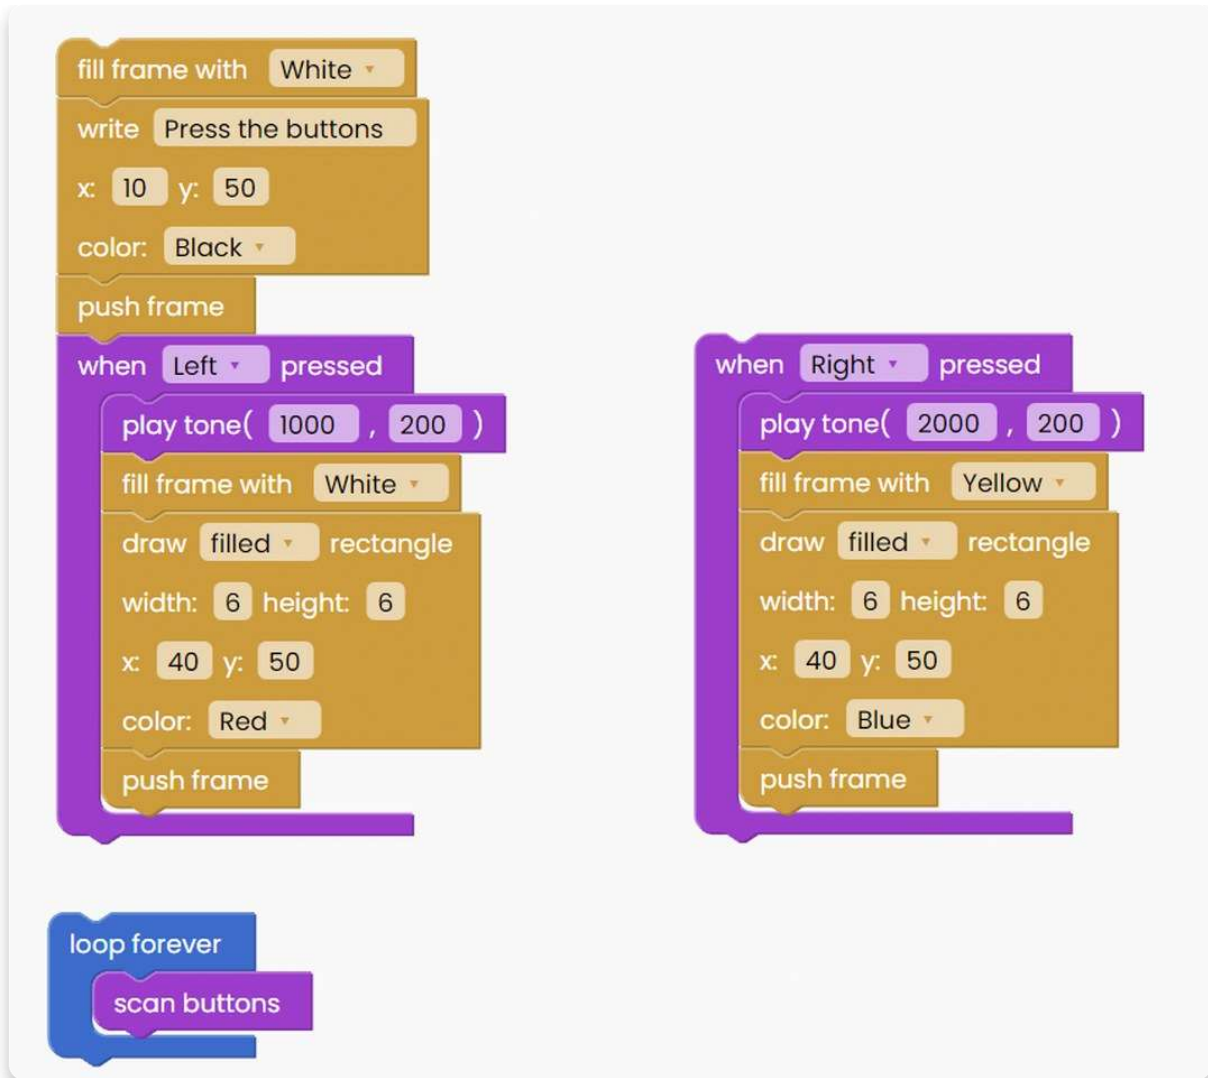 fill frame with White
write Press the buttons
x: 10 y: 50
color: Black
push frame
when Left pressed
play tone( 1000 , 200 )
fill frame with White
draw filled rectangle
width: 6 height: 6
x: 40 y: 50
color: Red
push frame
when Right pressed
play tone( 2000 , 200 )
fill frame with Yellow
draw filled rectangle
width: 6 height: 6
x: 40 y: 50
color: Blue
push frame
loop forever
scan buttons